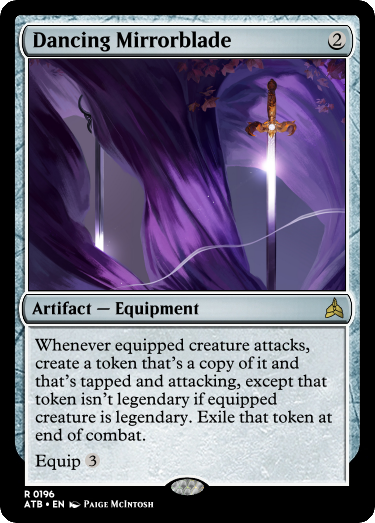 Dancing Mirrorblade 2
Artifact — Equipment
Whenever equipped creature attacks,
create a token that's a copy of it and
that's tapped and attacking, except that
token isn't legendary if equipped
creature is legendary. Exile that token at
end of combat.
Equip 3
R 0196
ATB • EN Paige McIntosh